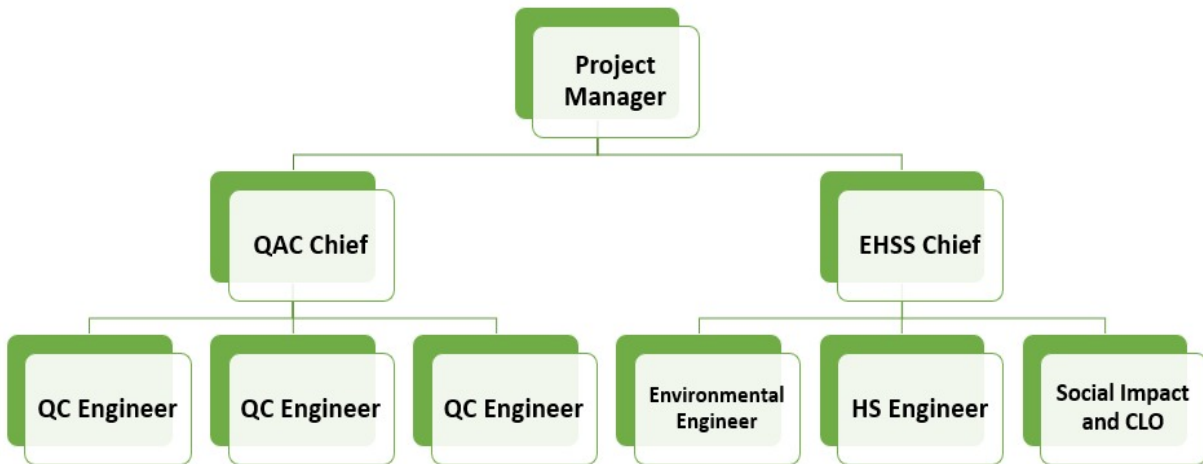 Project
Manager
QAC Chief
EHSS Chief
QC Engineer
QC Engineer
QC Engineer
Environmental
Engineer
HS Engineer
Social Impact
and CLO